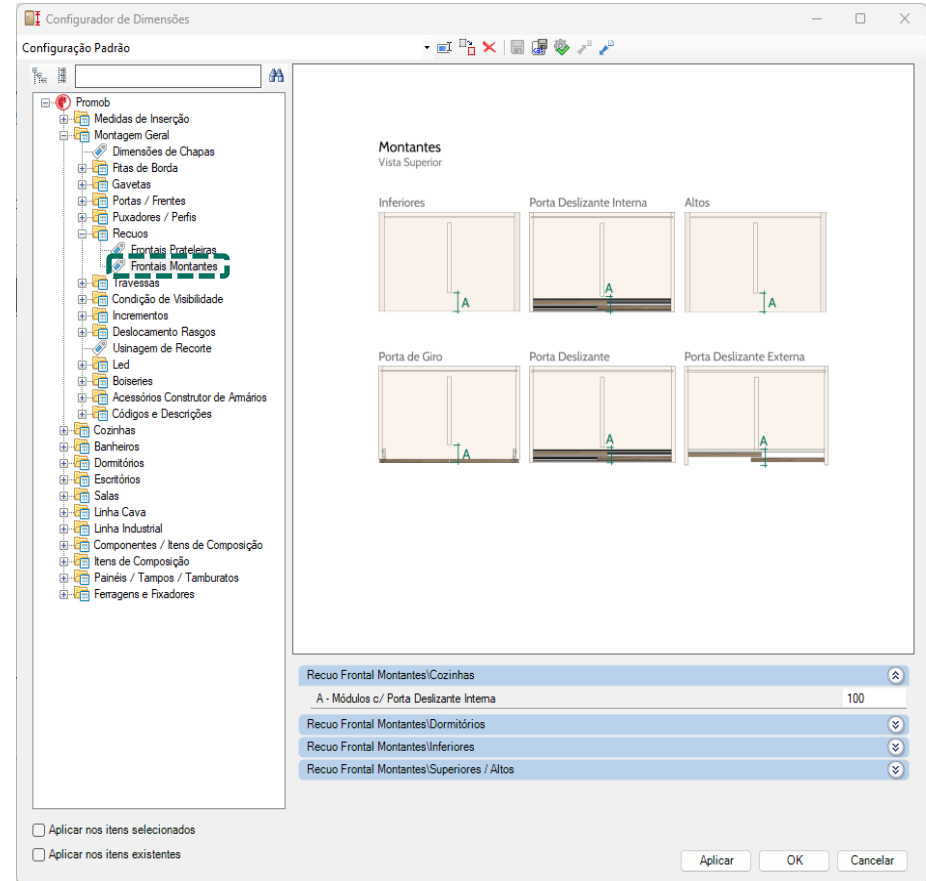 Configurador de Dimensões
Configuração Padrão
Promob
Medidas de Inserção
Montagem Geral
Dimensões de Chapas
Fitas de Borda
Gavetas
Portas / Frentes
Puxadores / Perfis
Recuos
Frontais Prateleiras
Frontais Montantes
Travessas
Condição de Visibilidade
Incrementos
Deslocamento Rasgos
Usinagem de Recorte
Led
Boiseries
Acessórios Construtor de Armários
Códigos e Descrições
Cozinhas
Banheiros
Dormitórios
Escritórios
Salas
Linha Cava
Linha Industrial
Componentes / Itens de Composição
Itens de Composição
Painéis / Tampos / Tamburatos
Ferragens e Fixadores
Aplicar nos itens selecionados
Aplicar nos itens existentes
Montantes
Vista Superior
Inferiores Porta Deslizante Interna Altos
A A A
Porta de Giro Porta Deslizante Porta Deslizante Externa
A A A
Recuo Frontal Montantes\Cozinhas
A - Módulos c/ Porta Deslizante Interna 100
Recuo Frontal Montantes\Dormitórios
Recuo Frontal Montantes\Inferiores
Recuo Frontal Montantes\Superiores / Altos
Aplicar OK Cancelar